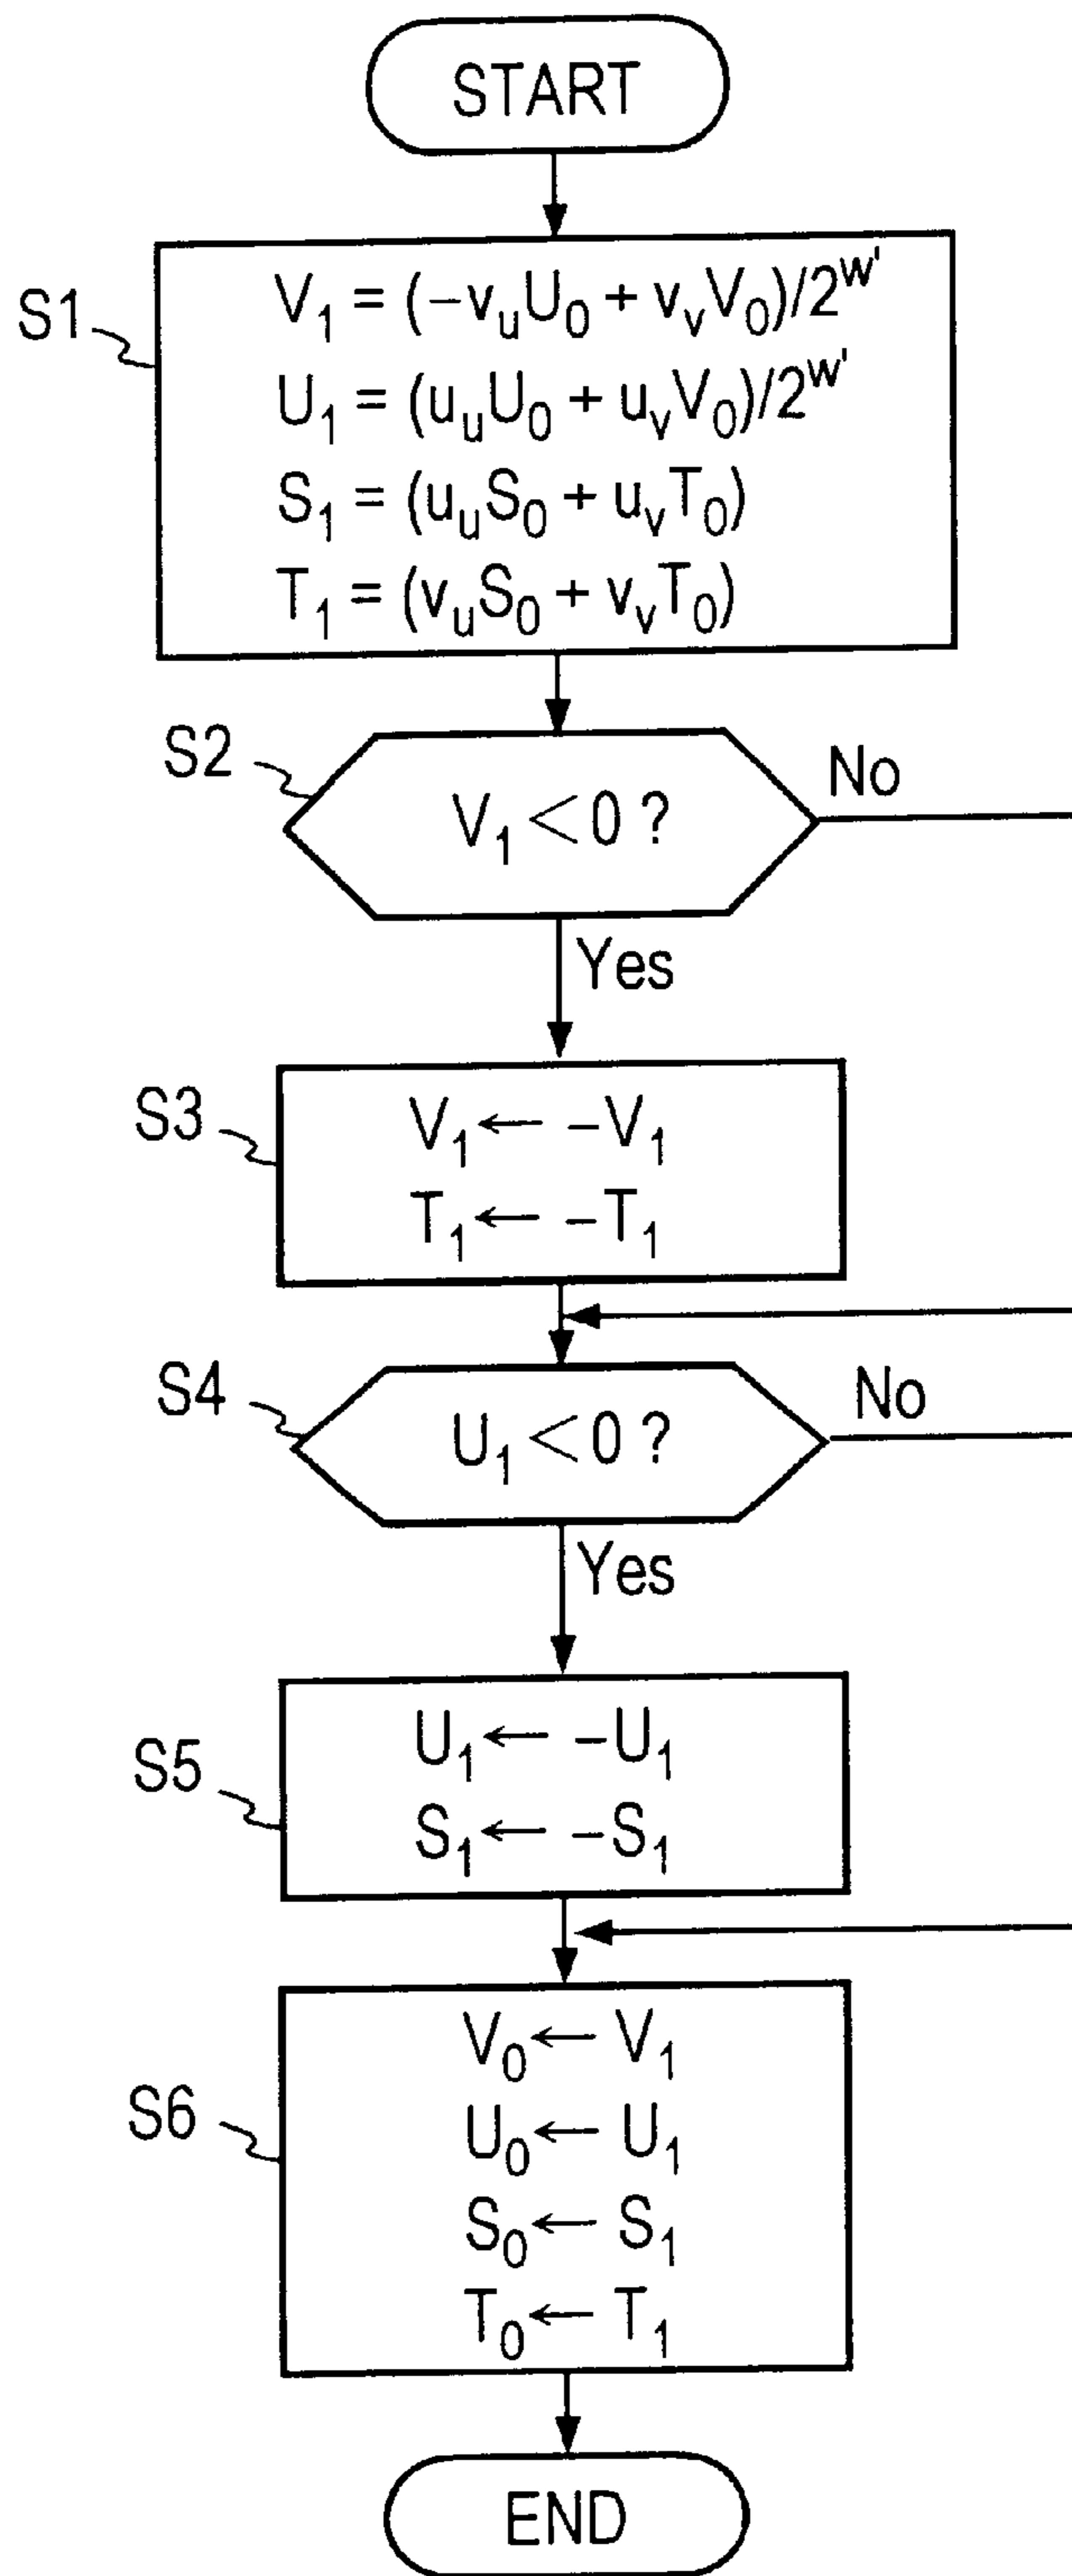 START
S1
V₁ = (−vᵤU₀ + vᵥV₀)/2^w'
U₁ = (uᵤU₀ + uᵥV₀)/2^w'
S₁ = (uᵤS₀ + uᵥT₀)
T₁ = (vᵤS₀ + vᵥT₀)
S2
V₁ < 0 ?
No
Yes
S3
V₁ ← −V₁
T₁ ← −T₁
S4
U₁ < 0 ?
No
Yes
S5
U₁ ← −U₁
S₁ ← −S₁
S6
V₀ ← V₁
U₀ ← U₁
S₀ ← S₁
T₀ ← T₁
END